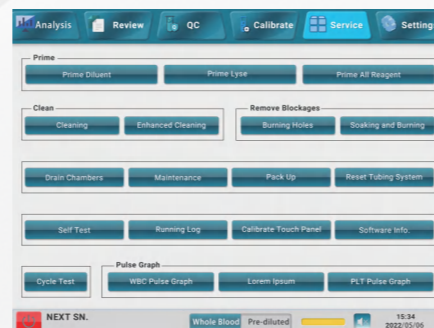 Analysis Review QC Calibrate Service Setting
Prime
Prime Diluent Prime Lyse Prime All Reagent
Clean Remove Blockages
Cleaning Enhanced Cleaning Burning Holes Soaking and Burning
Drain Chambers Maintenance Pack Up Reset Tubing System
Self Test Running Log Calibrate Touch Panel Software Info.
Pulse Graph
Cycle Test WBC Pulse Graph Lorem Ipsum PLT Pulse Graph
NEXT SN. Whole Blood Pre-diluted 15:34
2022/05/06